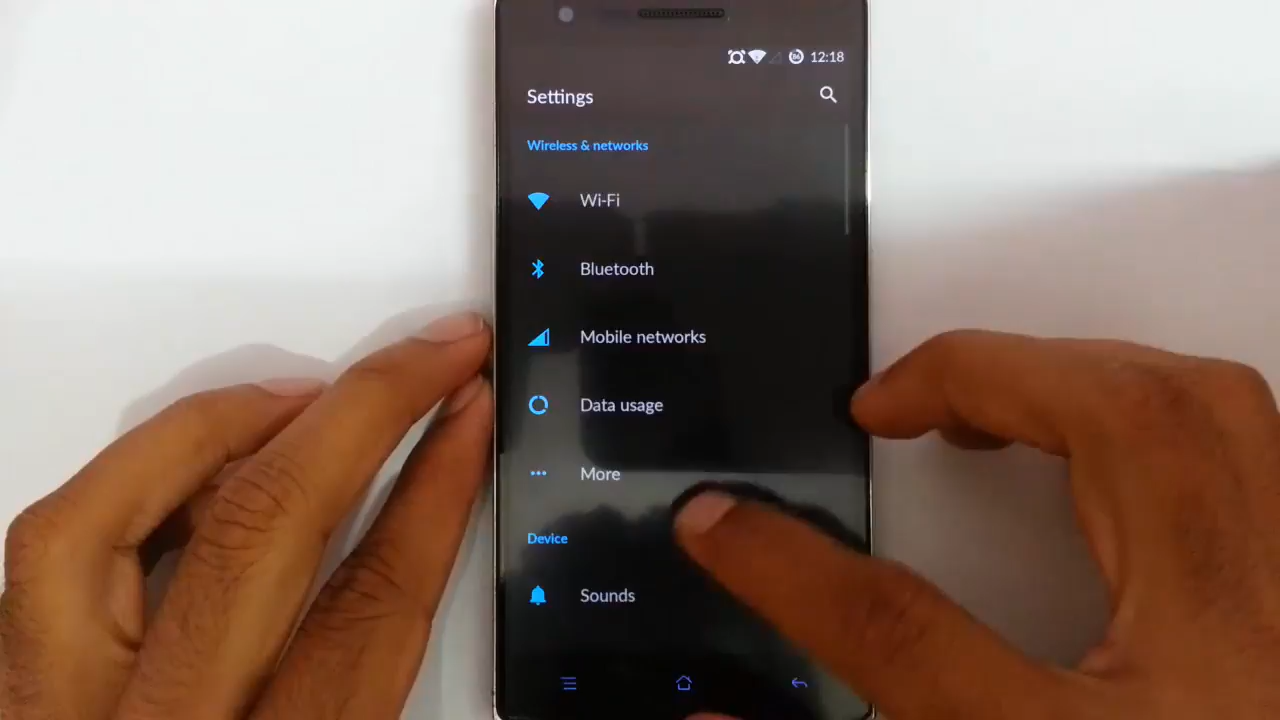 12:18
Settings
Wireless & networks
Wi-Fi
Bluetooth
Mobile networks
Data usage
More
Device
Sounds